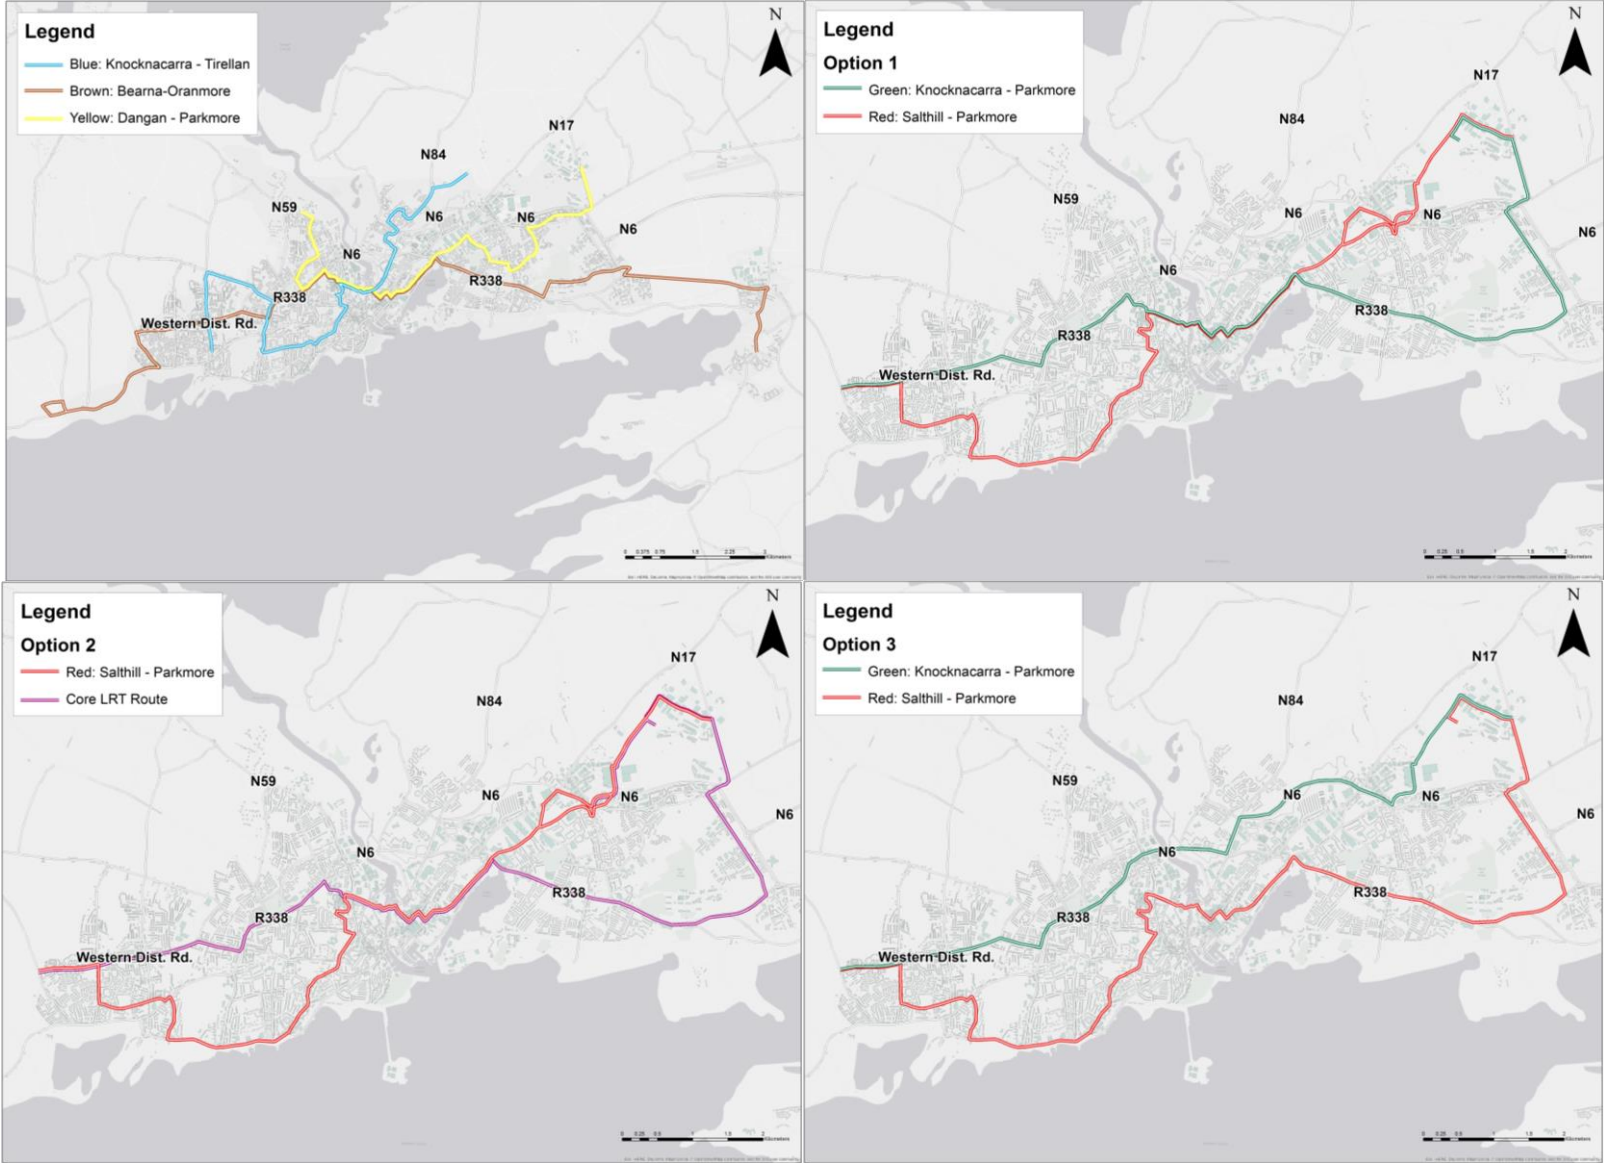 Legend
Blue: Knocknacarra - Tirellan
Brown: Bearna-Oranmore
Yellow: Dangan - Parkmore
N
N17
N84
N59
N6
N6
N6
N6
R338
R338
Western Dist. Rd.
Legend
Option 1
Green: Knocknacarra - Parkmore
Red: Salthill - Parkmore
N
N17
N84
N59
N6
N6
N6
N6
R338
R338
Western Dist. Rd.
Legend
Option 2
Red: Salthill - Parkmore
Core LRT Route
N
N17
N84
N59
N6
N6
N6
N6
R338
R338
Western Dist. Rd.
Legend
Option 3
Green: Knocknacarra - Parkmore
Red: Salthill - Parkmore
N
N17
N84
N59
N6
N6
N6
N6
R338
R338
Western Dist. Rd.